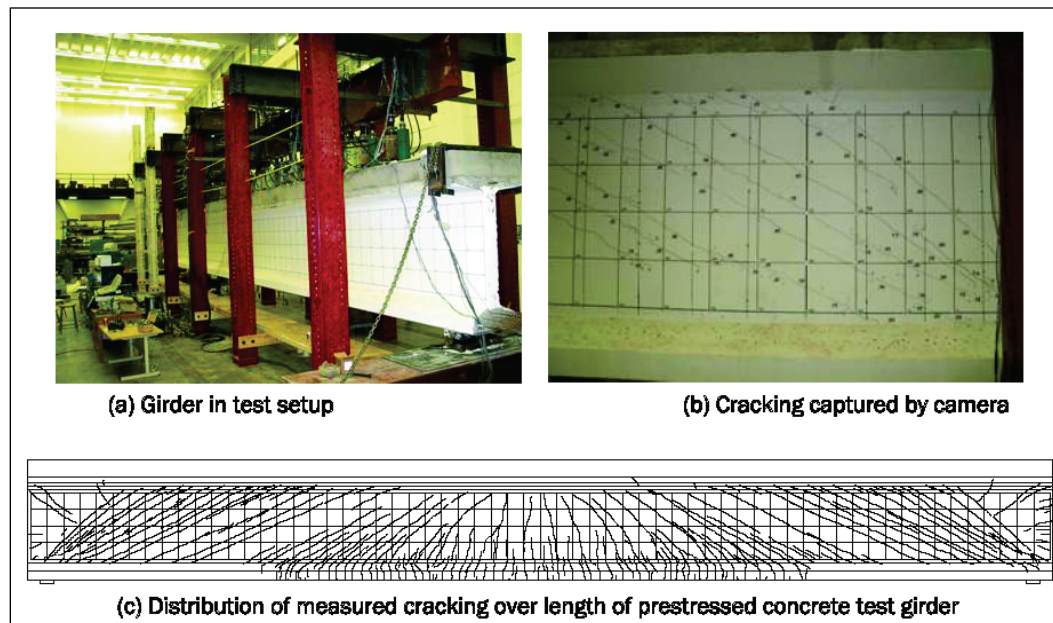 (a) Girder in test setup
(b) Cracking captured by camera
(c) Distribution of measured cracking over length of prestressed concrete test girder